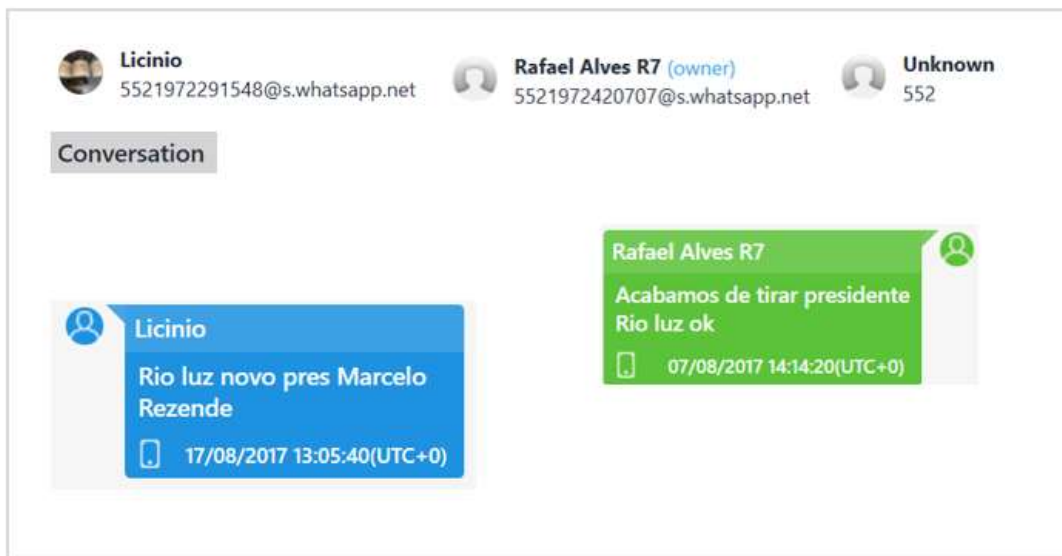 Licinio
5521972291548@s.whatsapp.net
Rafael Alves R7 (owner)
5521972420707@s.whatsapp.net
Unknown
552
Conversation
Rafael Alves R7
Acabamos de tirar presidente
Rio luz ok
07/08/2017 14:14:20(UTC+0)
Licinio
Rio luz novo pres Marcelo
Rezende
17/08/2017 13:05:40(UTC+0)